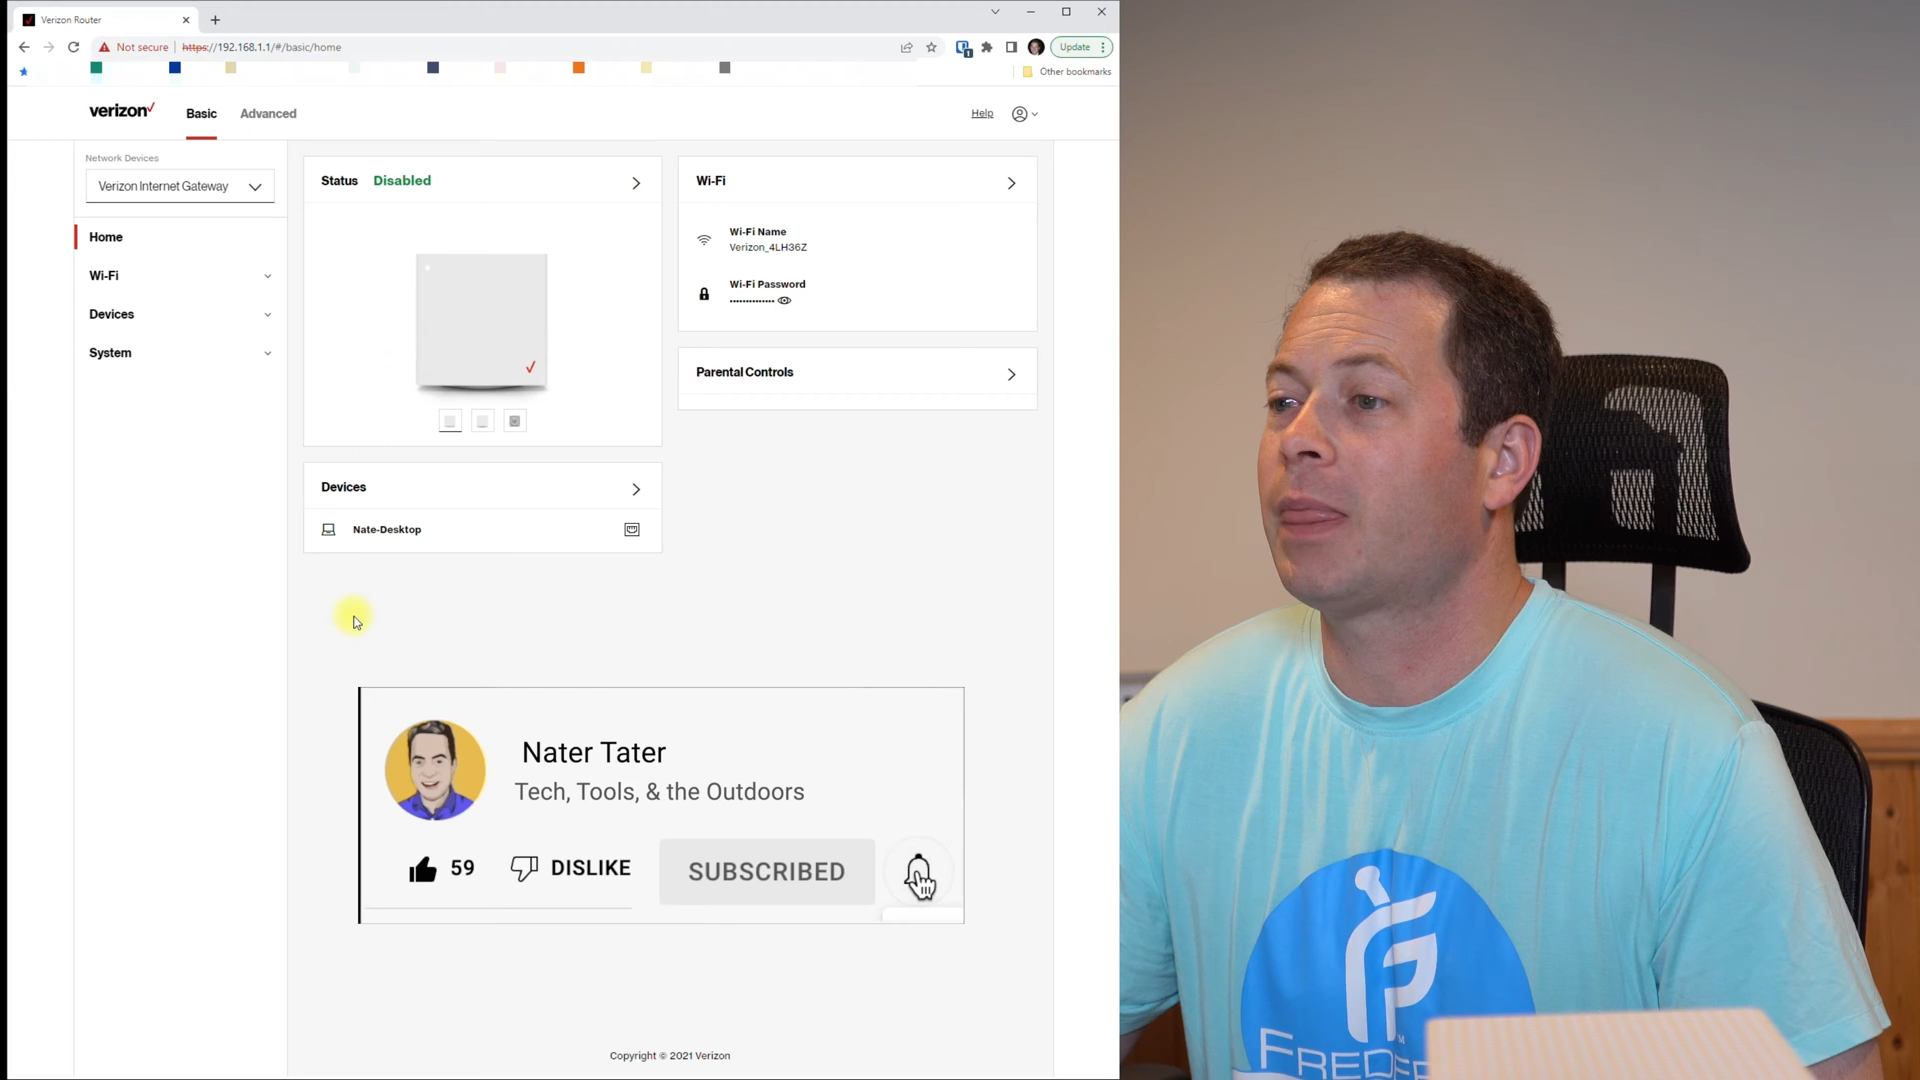 Verizon Router
Not secure
https://192.168.1.1/#/basic/home
Update
Other bookmarks
verizon
Basic
Advanced
Help
Network Devices
Verizon Internet Gateway
Home
Wi-Fi
Devices
System
Status Disabled
Wi-Fi
Wi-Fi Name
Verizon_4LH36Z
Wi-Fi Password
Parental Controls
Devices
Nate-Desktop
Nater Tater
Tech, Tools, & the Outdoors
59
DISLIKE
SUBSCRIBED
Copyright © 2021 Verizon
TM